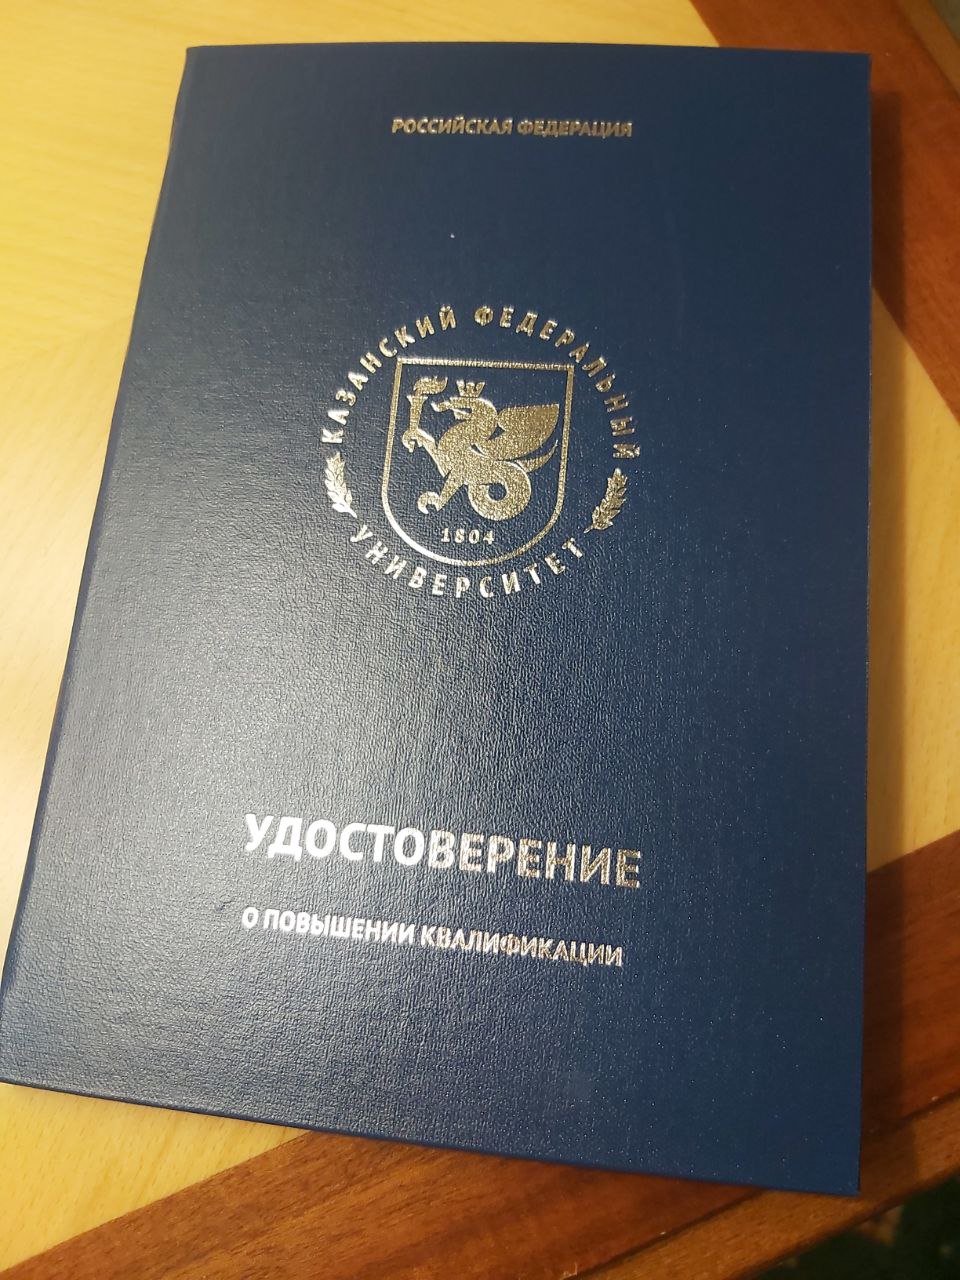 РОССИЙСКАЯ ФЕДЕРАЦИЯ
КАЗАНСКИЙ ФЕДЕРАЛЬНЫЙ
1804
УНИВЕРСИТЕТ
УДОСТОВЕРЕНИЕ
О ПОВЫШЕНИИ КВАЛИФИКАЦИИ